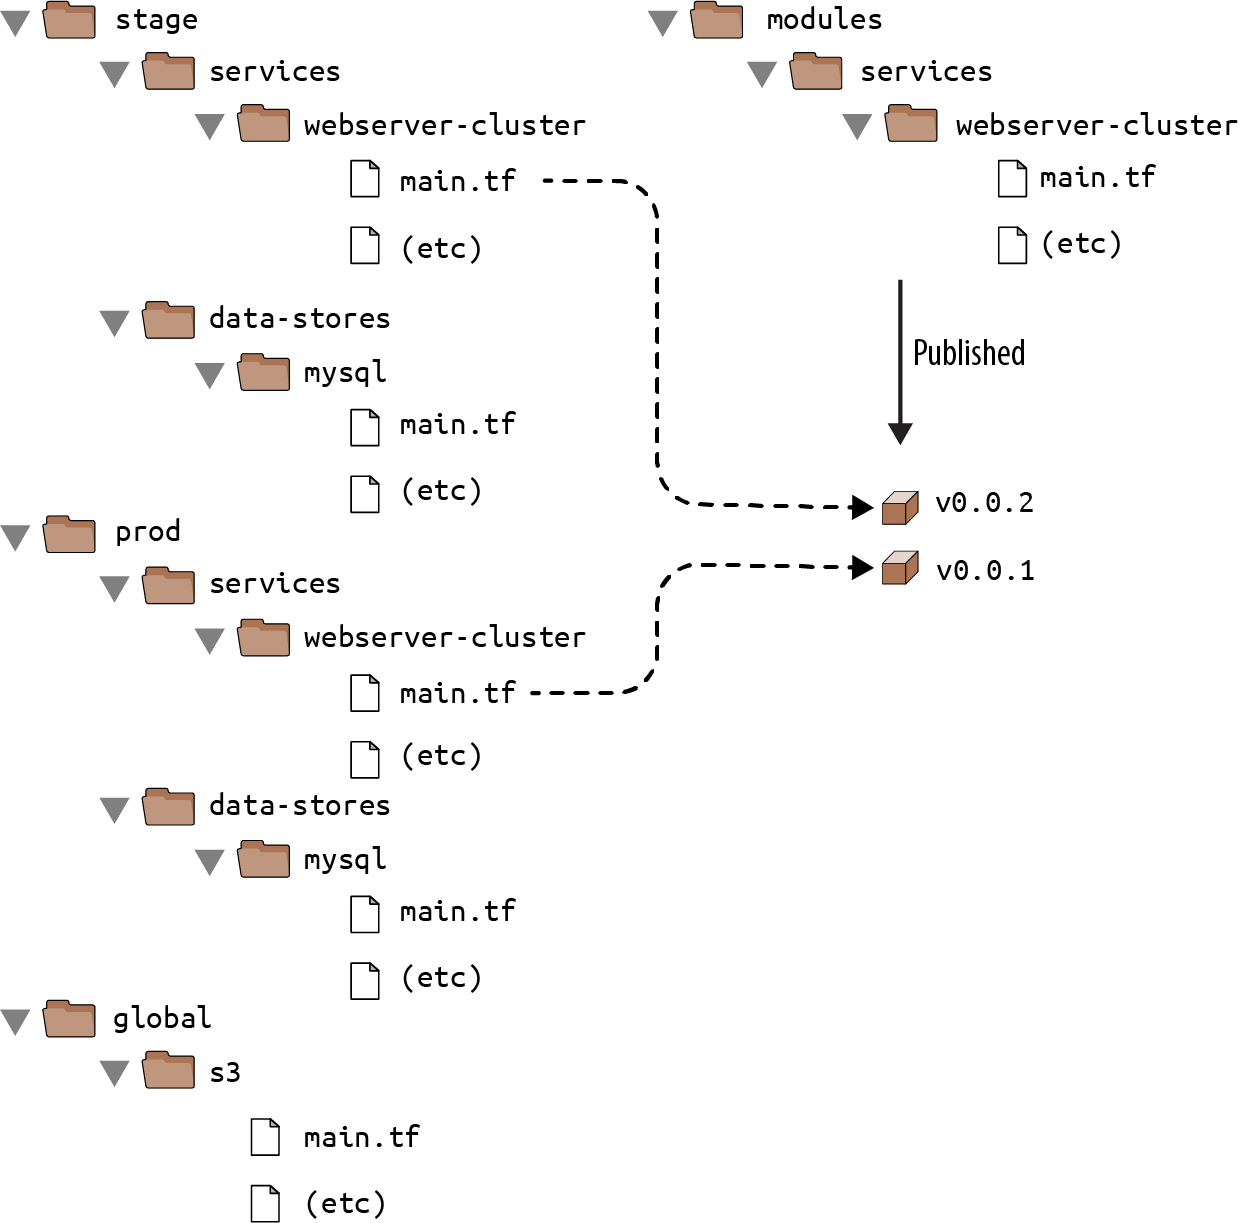 stage
services
webserver-cluster
main.tf
(etc)
data-stores
mysql
main.tf
(etc)
prod
services
webserver-cluster
main.tf
(etc)
data-stores
mysql
main.tf
(etc)
global
s3
main.tf
(etc)
modules
services
webserver-cluster
main.tf
(etc)
Published
v0.0.2
v0.0.1